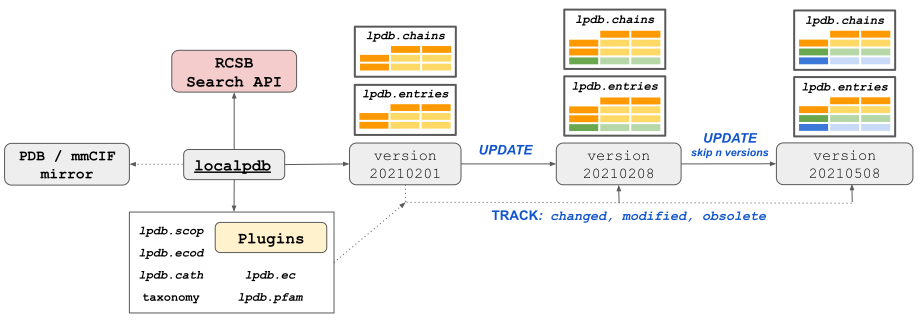 lpdb.chains
lpdb.chains
lpdb.chains
RCSB
Search API
lpdb.entries
lpdb.entries
lpdb.entries
PDB / mmCIF
mirror
localpdb
version
20210201
UPDATE
version
20210208
UPDATE
skip n versions
version
20210508
TRACK: changed, modified, obsolete
lpdb.scop
Plugins
lpdb.ecod
lpdb.cath
lpdb.ec
taxonomy
lpdb.pfam